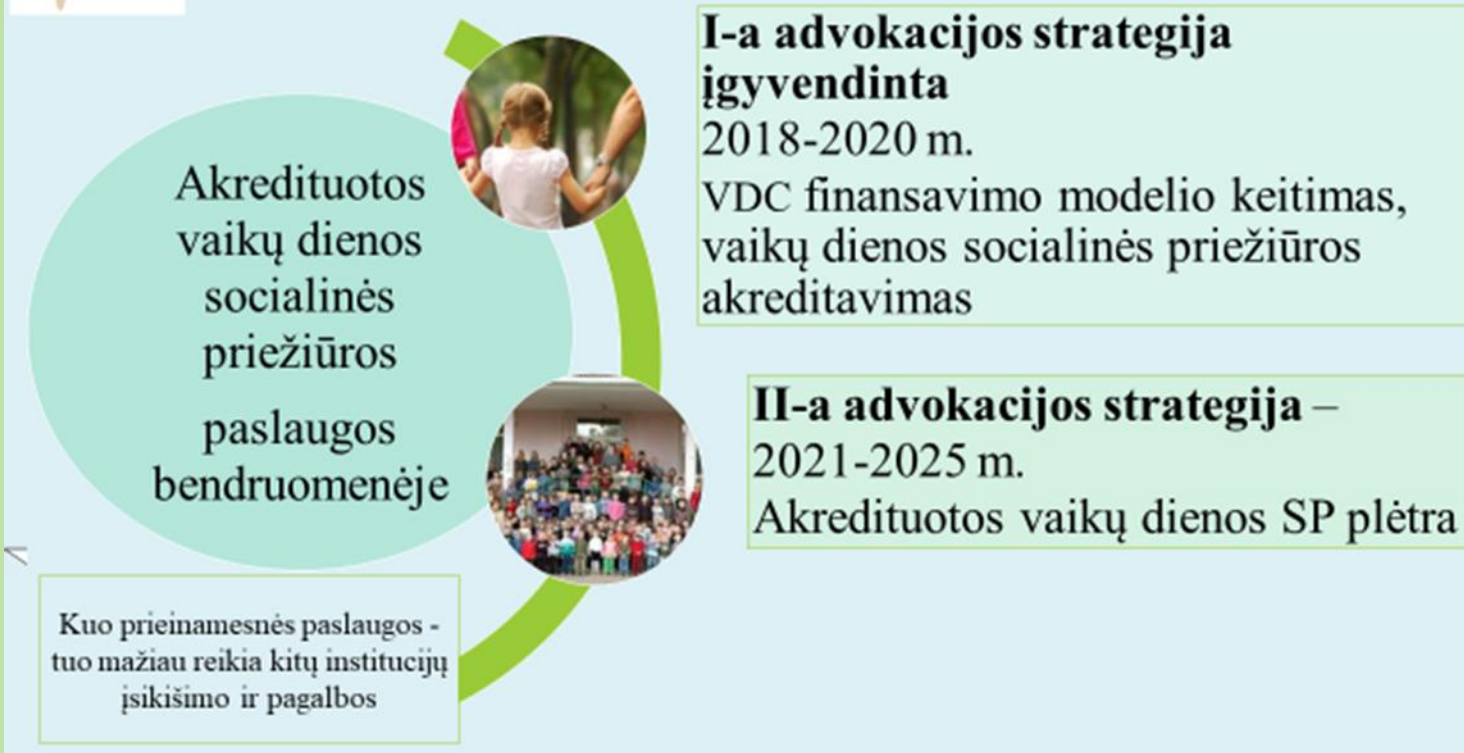 Akredituotos
vaikų dienos
socialinės
priežiūros
paslaugos
bendruomenėje
Kuo prieinamesnės paslaugos -
tuo mažiau reikia kitų institucijų
įsikišimo ir pagalbos
I-a advokacijos strategija
įgyvendinta
2018-2020 m.
VDC finansavimo modelio keitimas,
vaikų dienos socialinės priežiūros
akreditavimas
II-a advokacijos strategija –
2021-2025 m.
Akredituotos vaikų dienos SP plėtra